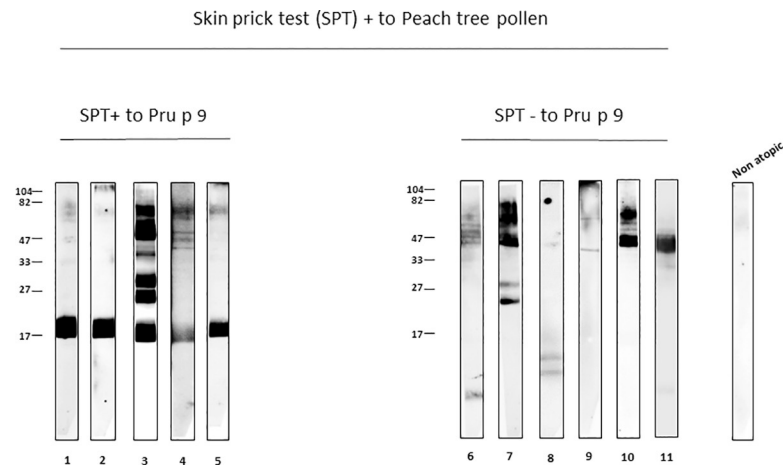 Skin prick test (SPT) + to Peach tree pollen
SPT+ to Pru p 9
SPT - to Pru p 9
Non atopic
104
82
47
33
27
17
104
82
47
33
27
17
1 2 3 4 5
6 7 8 9 10 11